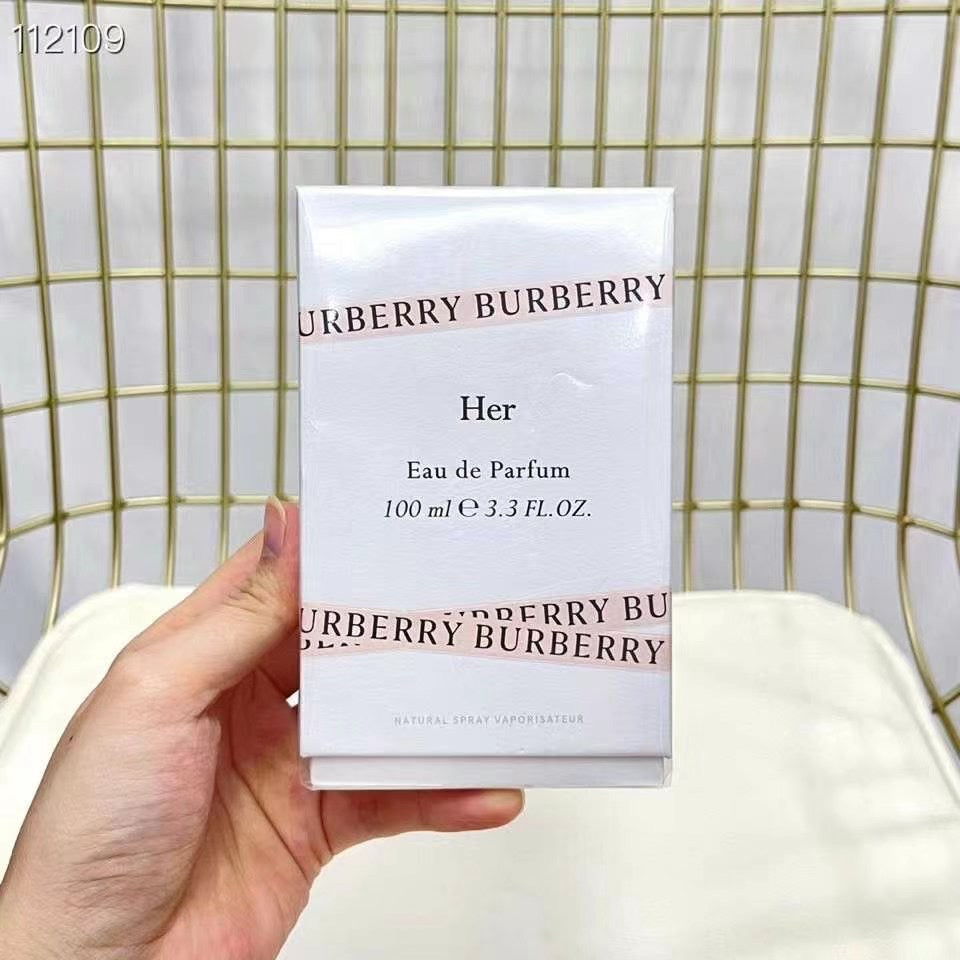 112109
URBERRY BURBERRY
Her
Eau de Parfum
100 ml ℮ 3.3 FL.OZ.
BERRY BU
URBERRY BURBERRY
NATURAL SPRAY VAPORISATEUR